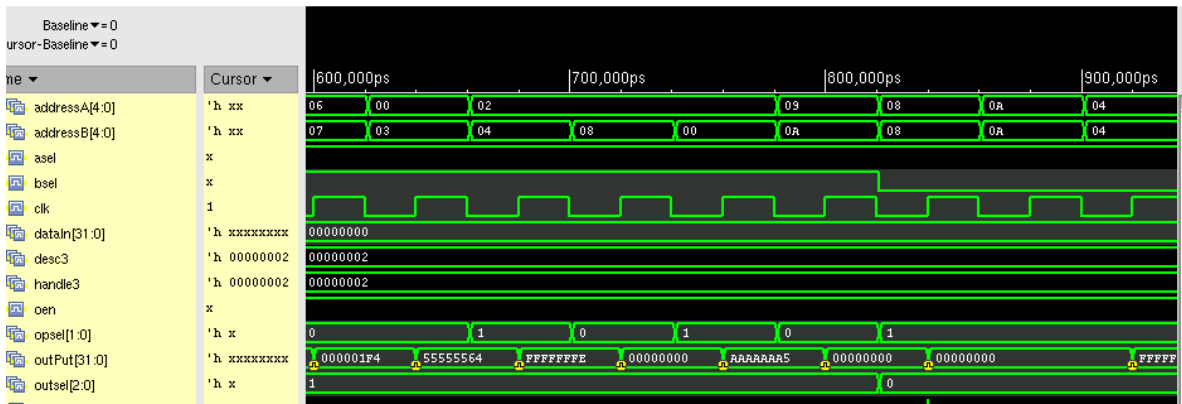 Baseline▼= 0
ursor-Baseline▼= 0
me ▼ Cursor ▼ 600,000ps 700,000ps 800,000ps 900,000ps
addressA[4:0] 'h xx 06 00 02 09 08 0A 04
addressB[4:0] 'h xx 07 03 04 08 00 0A 08 0A 04
asel x
bsel x
clk 1
dataIn[31:0] 'h xxxxxxxx 00000000
desc3 'h 00000002 00000002
handle3 'h 00000002 00000002
oen x
opsel[1:0] 'h x 0 1 0 1 0 1
outPut[31:0] 'h xxxxxxxx 000001F4 55555564 FFFFFFFE 00000000 AAAAAAA5 00000000 00000000 FFFFF
outsel[2:0] 'h x 1 0